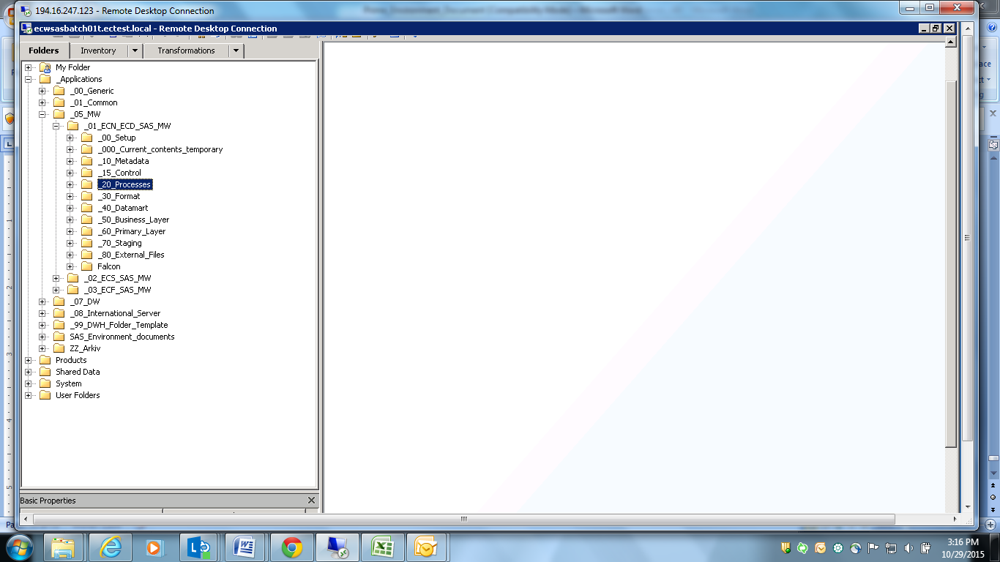 194.16.247.123 - Remote Desktop Connection
ecwsasbatch01t.ectest.local - Remote Desktop Connection
Folders Inventory Transformations
My Folder
_Applications
_00_Generic
_01_Common
_05_MW
_01_ECN_ECD_SAS_MW
_00_Setup
_000_Current_contents_temporary
_10_Metadata
_15_Control
_20_Processes
_30_Format
_40_Datamart
_50_Business_Layer
_60_Primary_Layer
_70_Staging
_80_External_Files
Falcon
_02_ECS_SAS_MW
_03_ECF_SAS_MW
_07_DW
_08_International_Server
_99_DWH_Folder_Template
SAS_Environment_documents
ZZ_Arkiv
Products
Shared Data
System
User Folders
Basic Properties
3:16 PM
10/29/2015